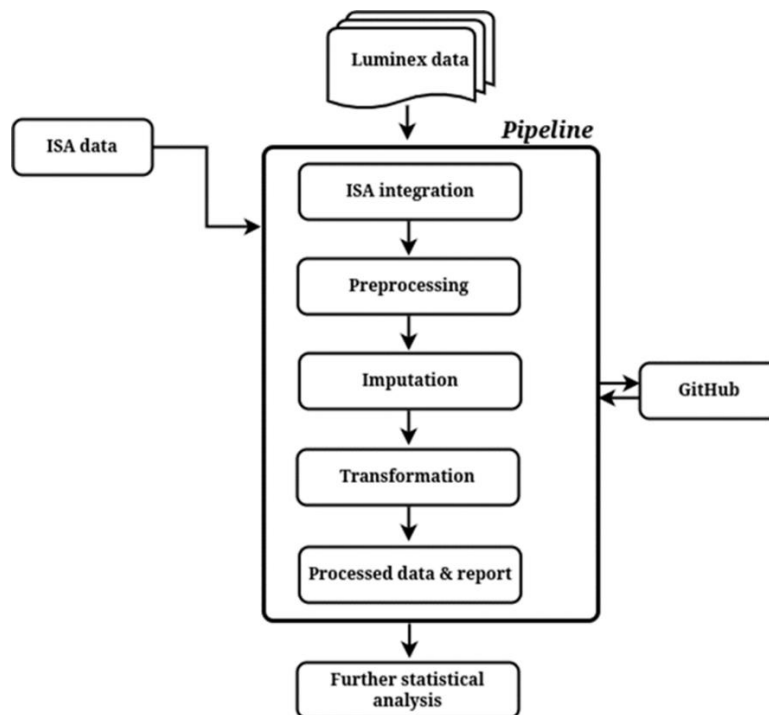 Luminex data
Pipeline
ISA data
ISA integration
Preprocessing
Imputation
GitHub
Transformation
Processed data & report
Further statistical
analysis